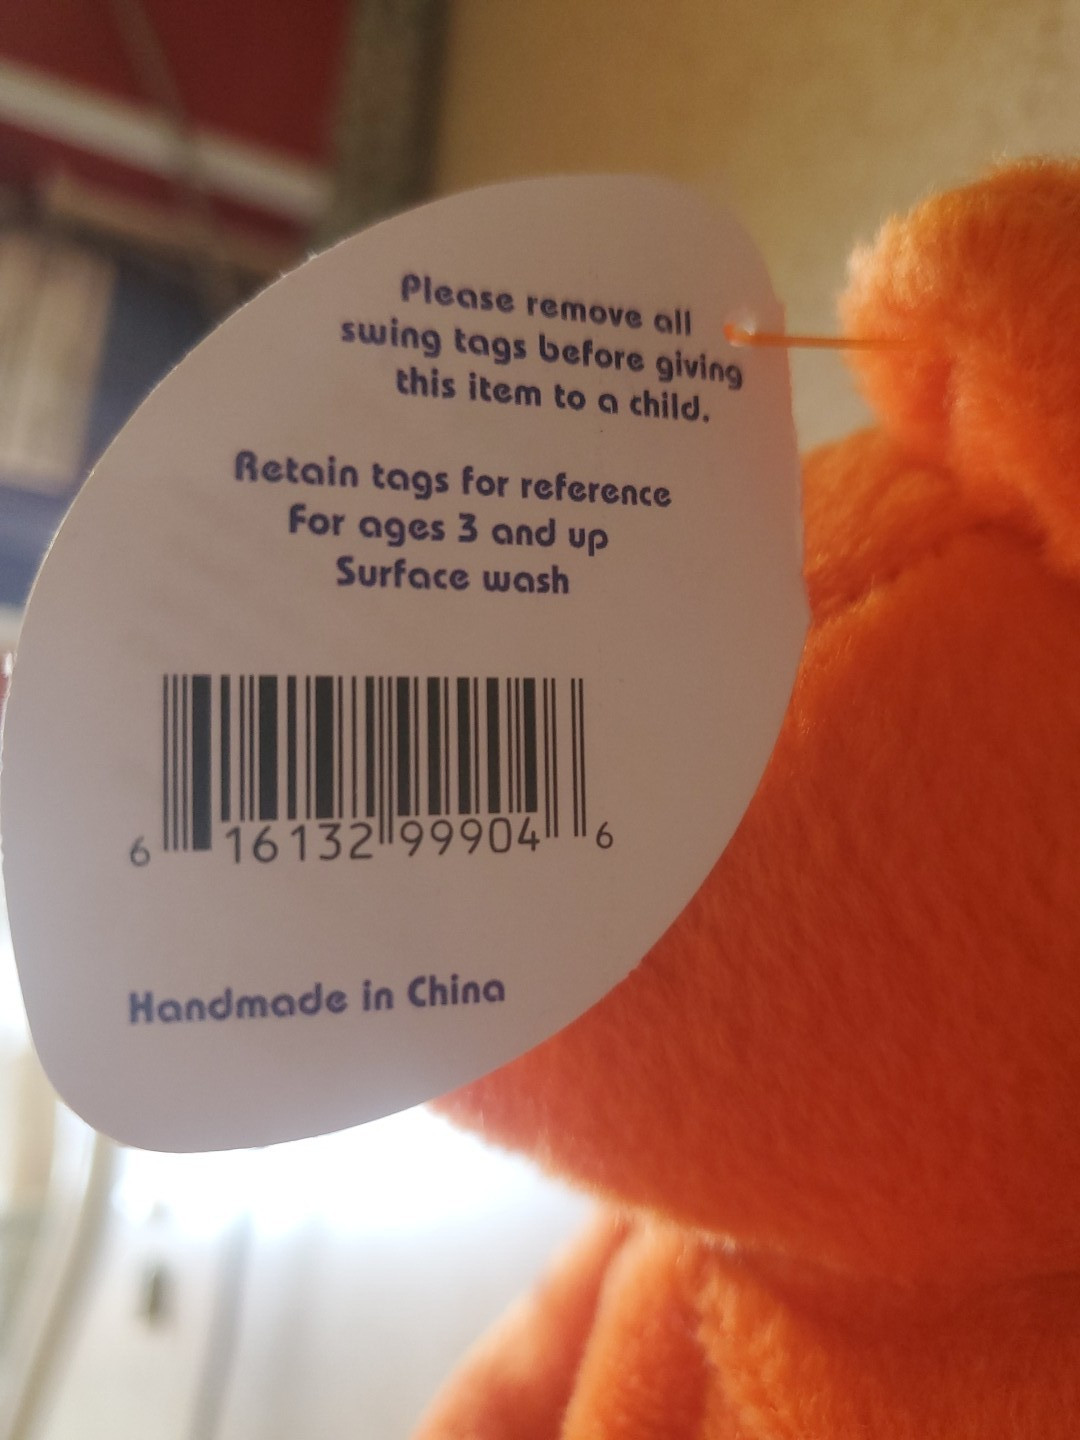 Please remove all
swing tags before giving
this item to a child.
Retain tags for reference
For ages 3 and up
Surface wash
6 16132 99904 6
Handmade in China